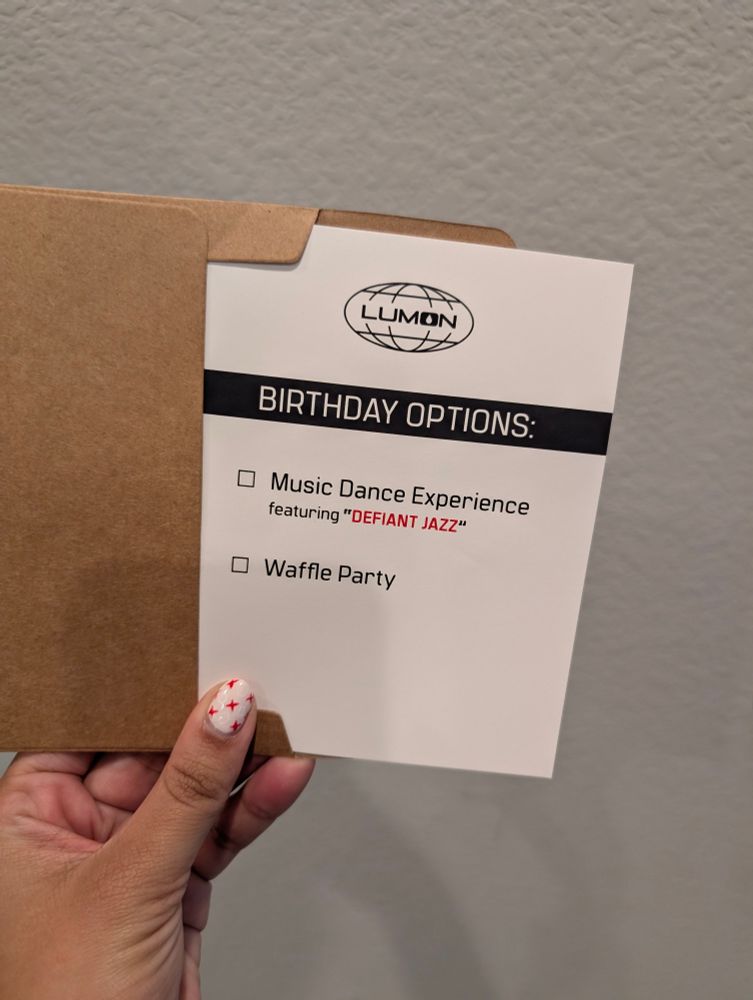 LUMON
BIRTHDAY OPTIONS:
Music Dance Experience
featuring "DEFIANT JAZZ"
Waffle Party